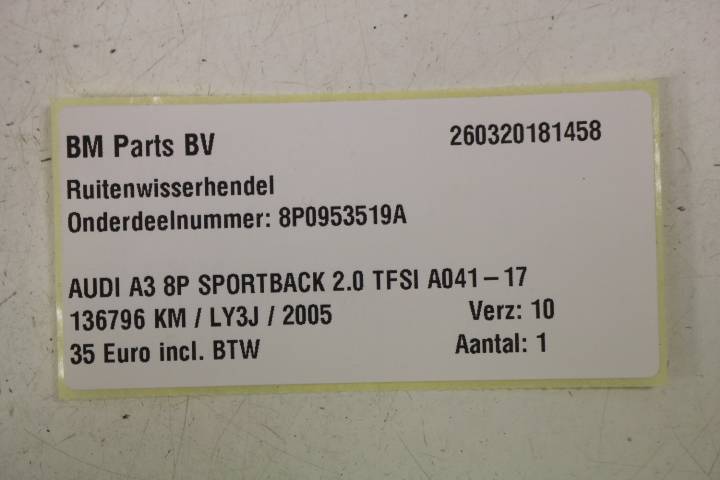 BM Parts BV 260320181458
Ruitenwisserhendel
Onderdeelnummer: 8P0953519A
AUDI A3 8P SPORTBACK 2.0 TFSI A041-17
136796 KM / LY3J / 2005 Verz: 10
35 Euro incl. BTW Aantal: 1